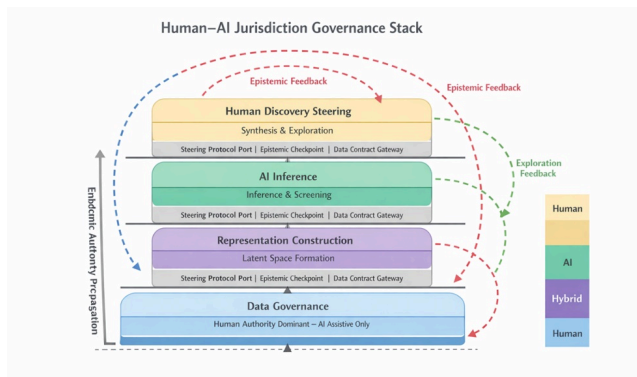 Human–AI Jurisdiction Governance Stack
Epistemic Feedback
Epistemic Feedback
Human Discovery Steering
Synthesis & Exploration
Steering Protocol Port | Epistemic Checkpoint | Data Contract Gateway
AI Inference
Inference & Screening
Steering Protocol Port | Epistemic Checkpoint | Data Contract Gateway
Exploration
Feedback
Representation Construction
Latent Space Formation
Steering Protocol Port | Epistemic Checkpoint | Data Contract Gateway
Data Governance
Human Authority Dominant – AI Assistive Only
Enbdcmic Authonty Prcpagation
Human
AI
Hybrid
Human